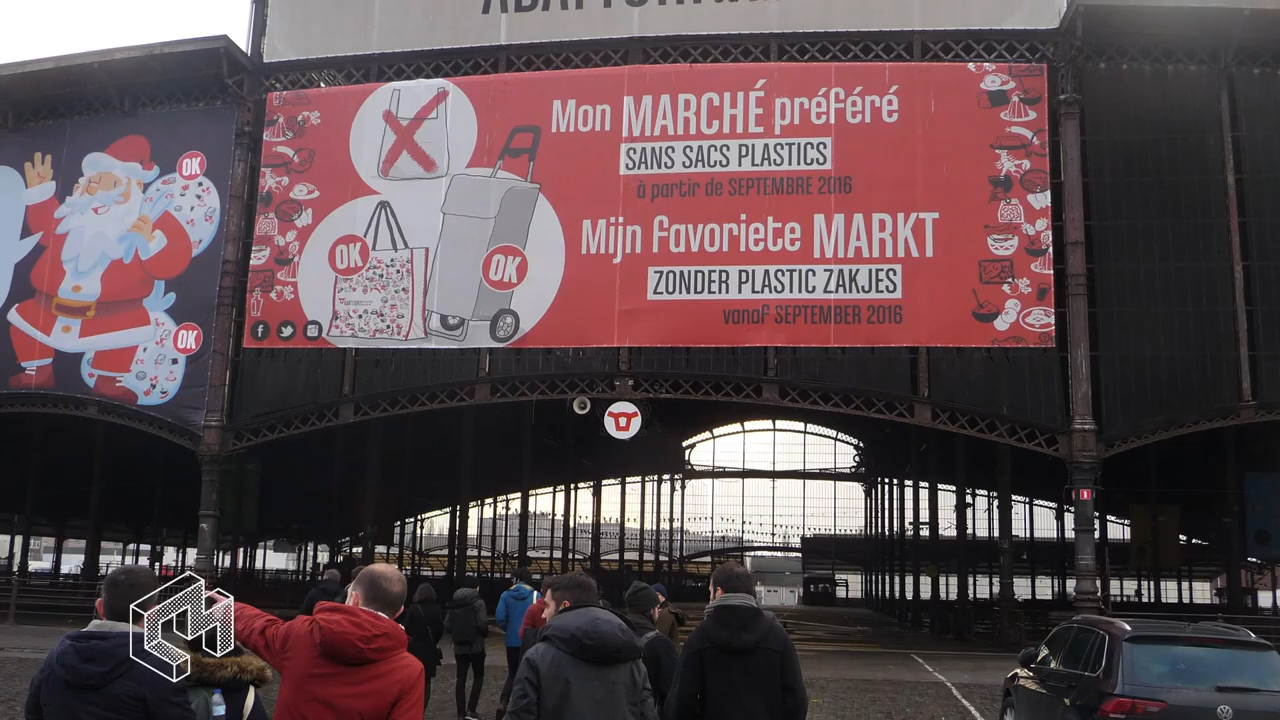 Mon MARCHÉ préféré
SANS SACS PLASTICS
à partir de SEPTEMBRE 2016
Mijn favoriete MARKT
ZONDER PLASTIC ZAKJES
vanaf SEPTEMBER 2016
OK
OK
OK
OK